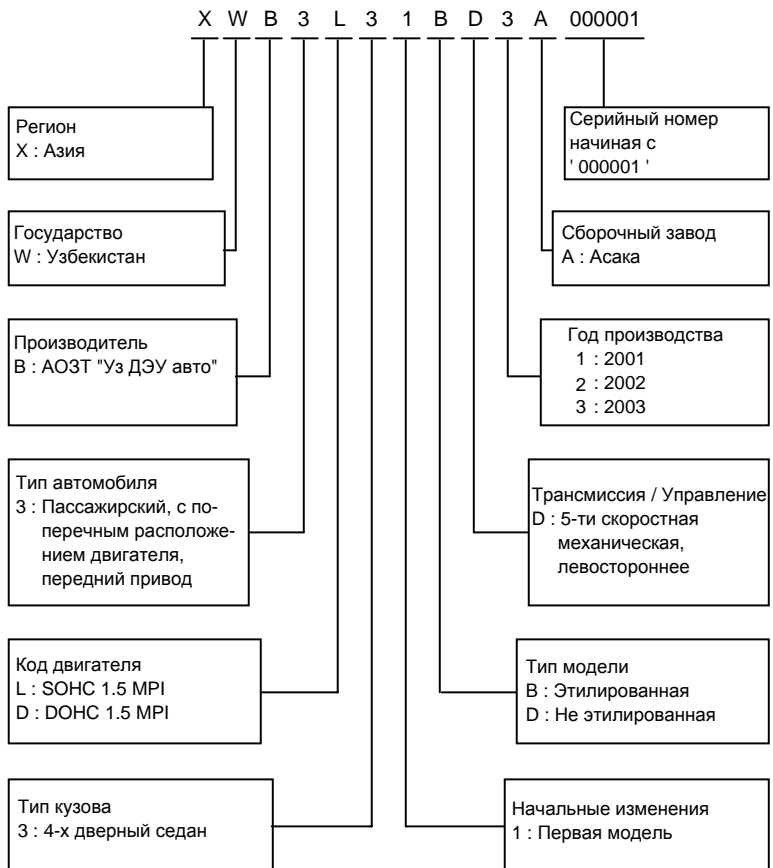 X W B 3 L 3 1 B D 3 A 000001
Регион
X : Азия
Государство
W : Узбекистан
Производитель
B : АОЗТ "Уз ДЭУ авто"
Тип автомобиля
3 : Пассажирский, с по-
перечным расположе-
нием двигателя,
передний привод
Код двигателя
L : SOHC 1.5 MPI
D : DOHC 1.5 MPI
Тип кузова
3 : 4-х дверный седан
Серийный номер
начиная с
' 000001 '
Сборочный завод
A : Асака
Год производства
1 : 2001
2 : 2002
3 : 2003
Трансмиссия / Управление
D : 5-ти скоростная
механическая,
левостороннее
Тип модели
B : Этилированная
D : Не этилированная
Начальные изменения
1 : Первая модель